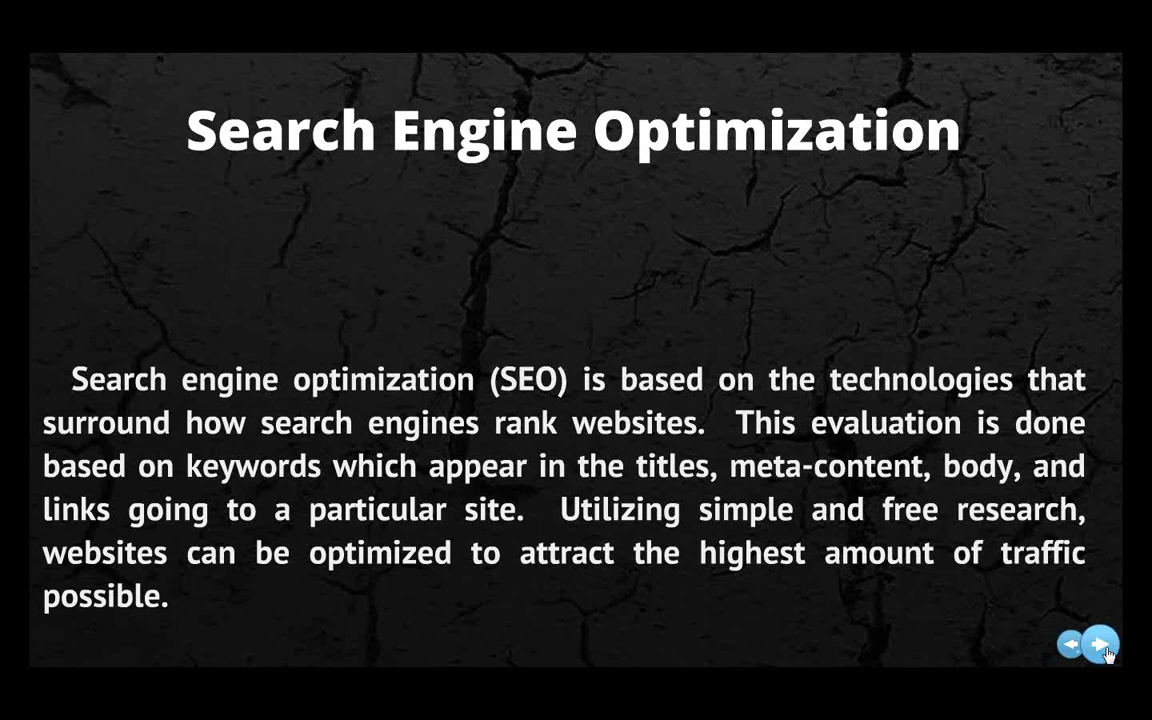 Search Engine Optimization
Search engine optimization (SEO) is based on the technologies that
surround how search engines rank websites. This evaluation is done
based on keywords which appear in the titles, meta-content, body, and
links going to a particular site. Utilizing simple and free research,
websites can be optimized to attract the highest amount of traffic
possible.